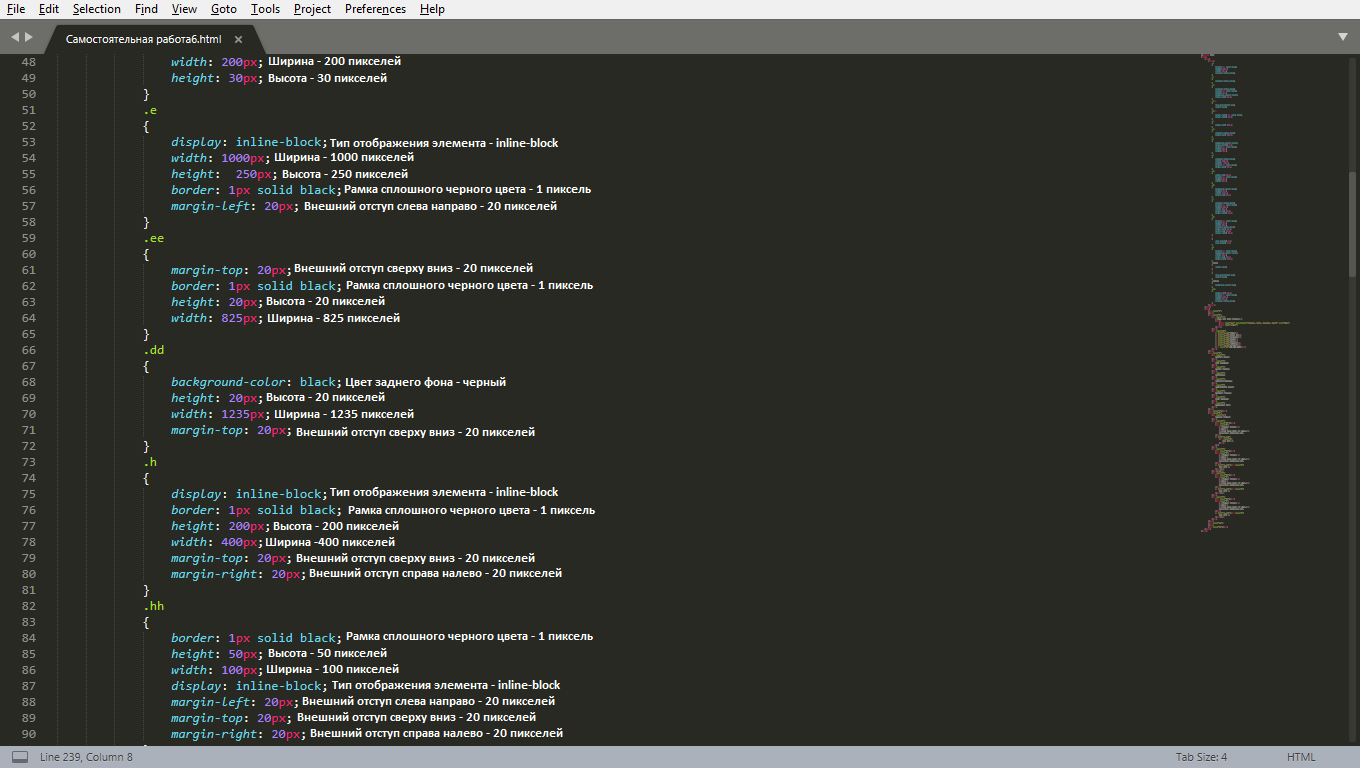 File Edit Selection Find View Goto Tools Project Preferences Help
Самостоятельная работа6.html ×
48 width: 200px; Ширина - 200 пикселей
49 height: 30px; Высота - 30 пикселей
50 }
51 .e
52 {
53 display: inline-block; Тип отображения элемента - inline-block
54 width: 1000px; Ширина - 1000 пикселей
55 height:  250px; Высота - 250 пикселей
56 border: 1px solid black; Рамка сплошного черного цвета - 1 пиксель
57 margin-left: 20px; Внешний отступ слева направо - 20 пикселей
58 }
59 .ee
60 {
61 margin-top: 20px; Внешний отступ сверху вниз - 20 пикселей
62 border: 1px solid black; Рамка сплошного черного цвета - 1 пиксель
63 height: 20px; Высота - 20 пикселей
64 width: 825px; Ширина - 825 пикселей
65 }
66 .dd
67 {
68 background-color: black; Цвет заднего фона - черный
69 height: 20px; Высота - 20 пикселей
70 width: 1235px; Ширина - 1235 пикселей
71 margin-top: 20px; Внешний отступ сверху вниз - 20 пикселей
72 }
73 .h
74 {
75 display: inline-block; Тип отображения элемента - inline-block
76 border: 1px solid black; Рамка сплошного черного цвета - 1 пиксель
77 height: 200px; Высота - 200 пикселей
78 width: 400px; Ширина -400 пикселей
79 margin-top: 20px; Внешний отступ сверху вниз - 20 пикселей
80 margin-right: 20px; Внешний отступ справа налево - 20 пикселей
81 }
82 .hh
83 {
84 border: 1px solid black; Рамка сплошного черного цвета - 1 пиксель
85 height: 50px; Высота - 50 пикселей
86 width: 100px; Ширина - 100 пикселей
87 display: inline-block; Тип отображения элемента - inline-block
88 margin-left: 20px; Внешний отступ слева направо - 20 пикселей
89 margin-top: 20px; Внешний отступ сверху вниз - 20 пикселей
90 margin-right: 20px; Внешний отступ справа налево - 20 пикселей
Line 239, Column 8 Tab Size: 4 HTML